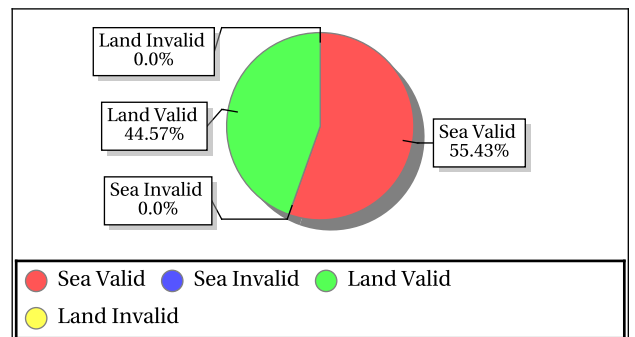 Land Invalid
0.0%
Land Valid
44.57%
Sea Valid
55.43%
Sea Invalid
0.0%
Sea Valid Sea Invalid Land Valid
Land Invalid